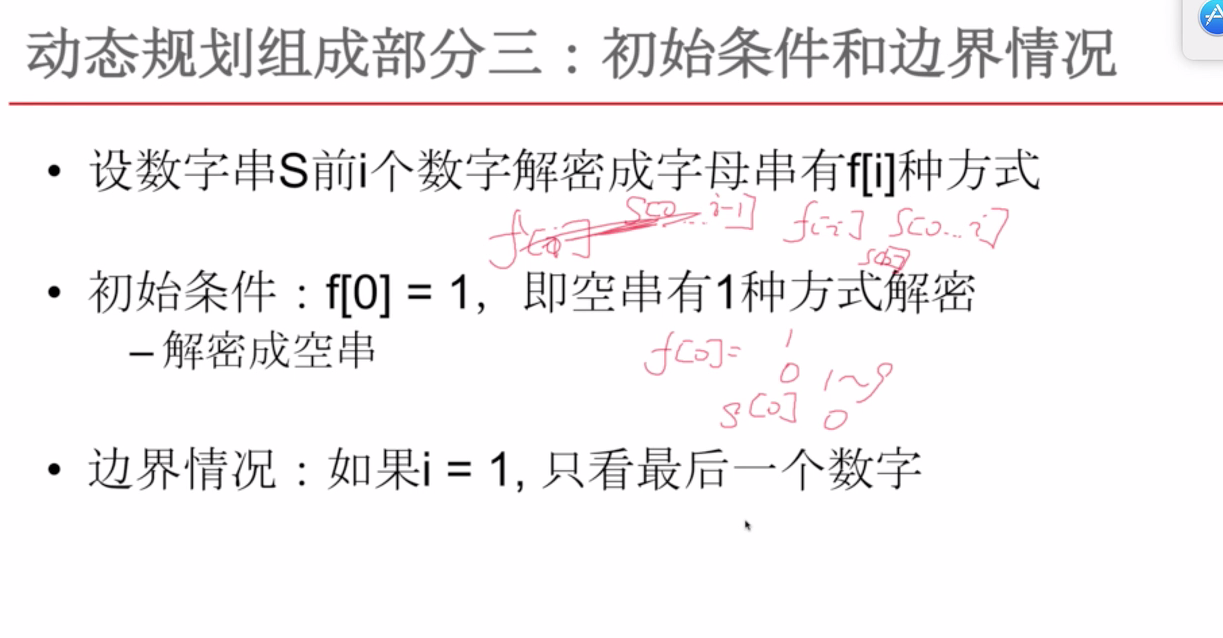 动态规划组成部分三：初始条件和边界情况
• 设数字串S前i个数字解密成字母串有f[i]种方式
S[0...i-1] f[i] S[0...i]
S[0]
• 初始条件：f[0] = 1, 即空串有1种方式解密
– 解密成空串
f[0]= 1
0 1~9
S[0] 0
• 边界情况：如果i = 1, 只看最后一个数字